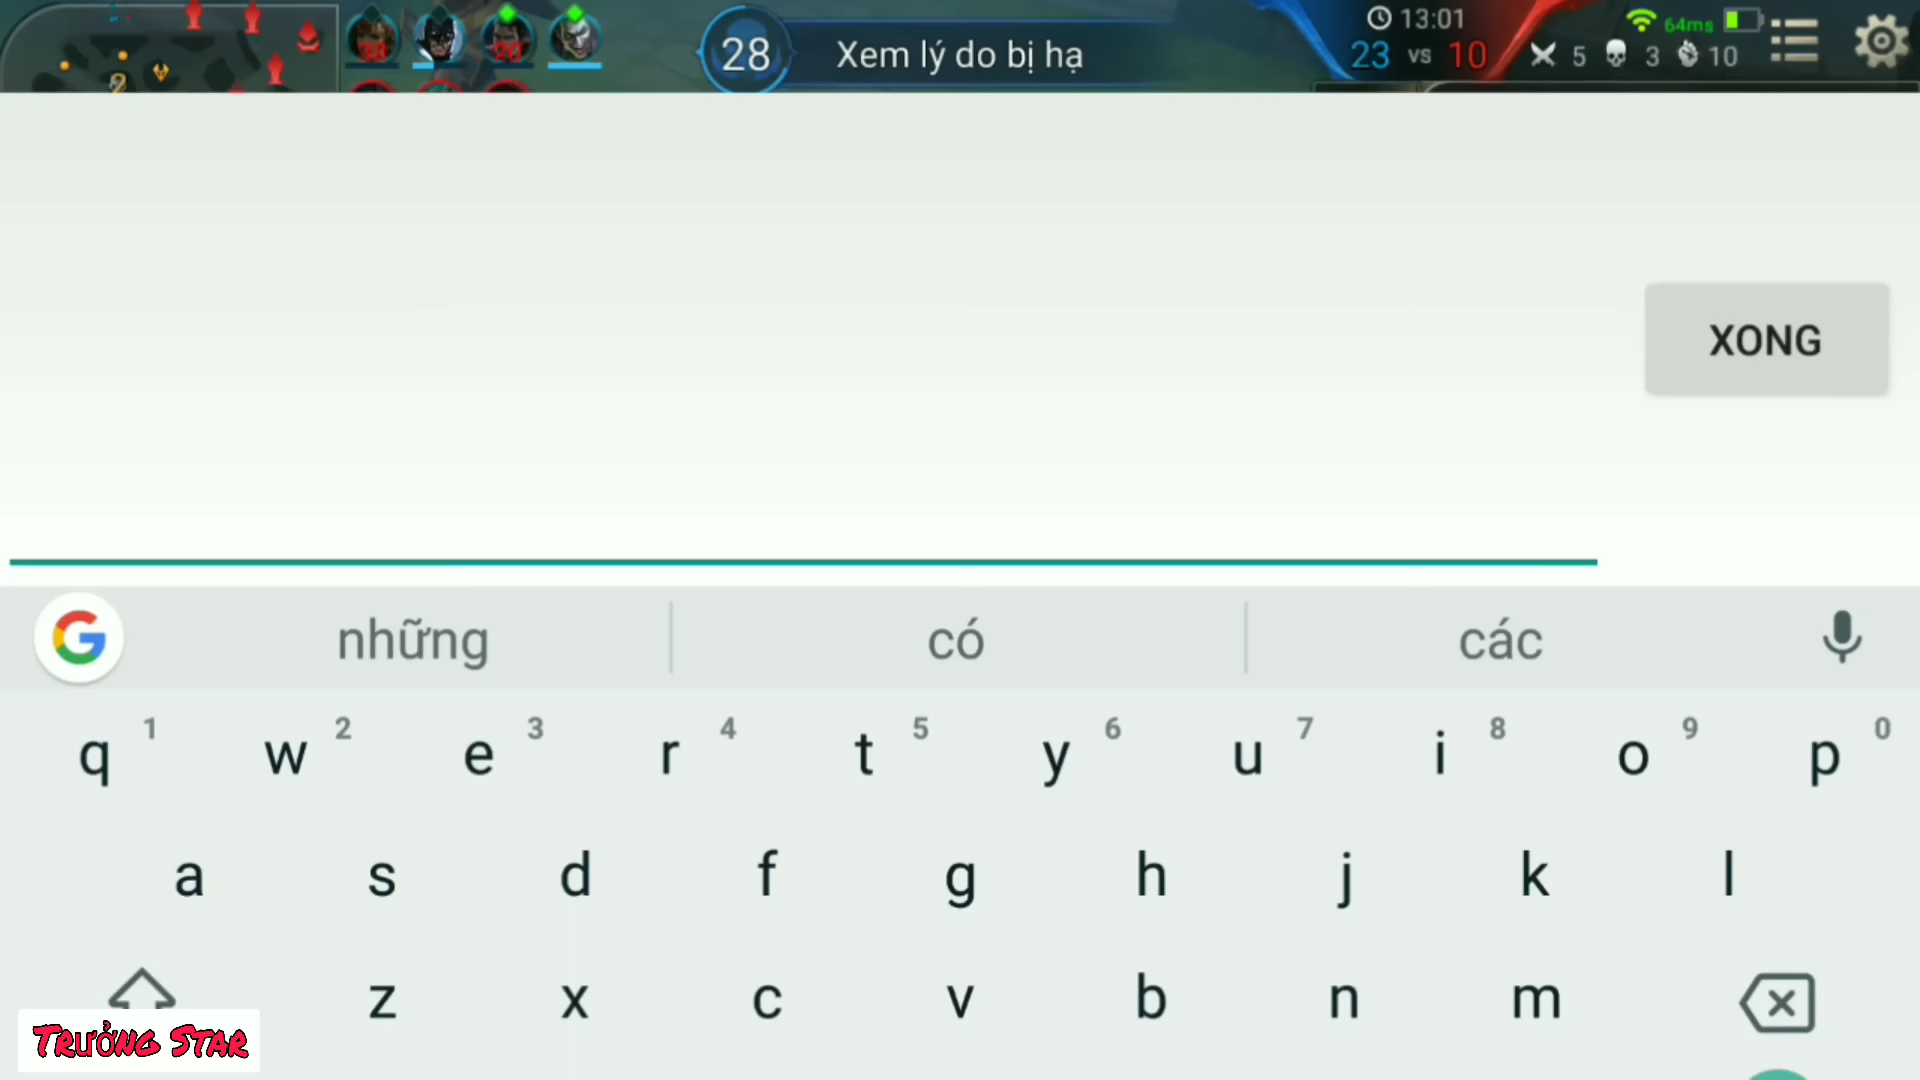 28 Xem lý do bị hạ
13:01 64ms
23 vs 10 5 3 10
XONG
G những có các
q 1 w 2 e 3 r 4 t 5 y 6 u 7 i 8 o 9 p 0
a s d f g h j k l
z x c v b n m
TRƯỞNG STAR